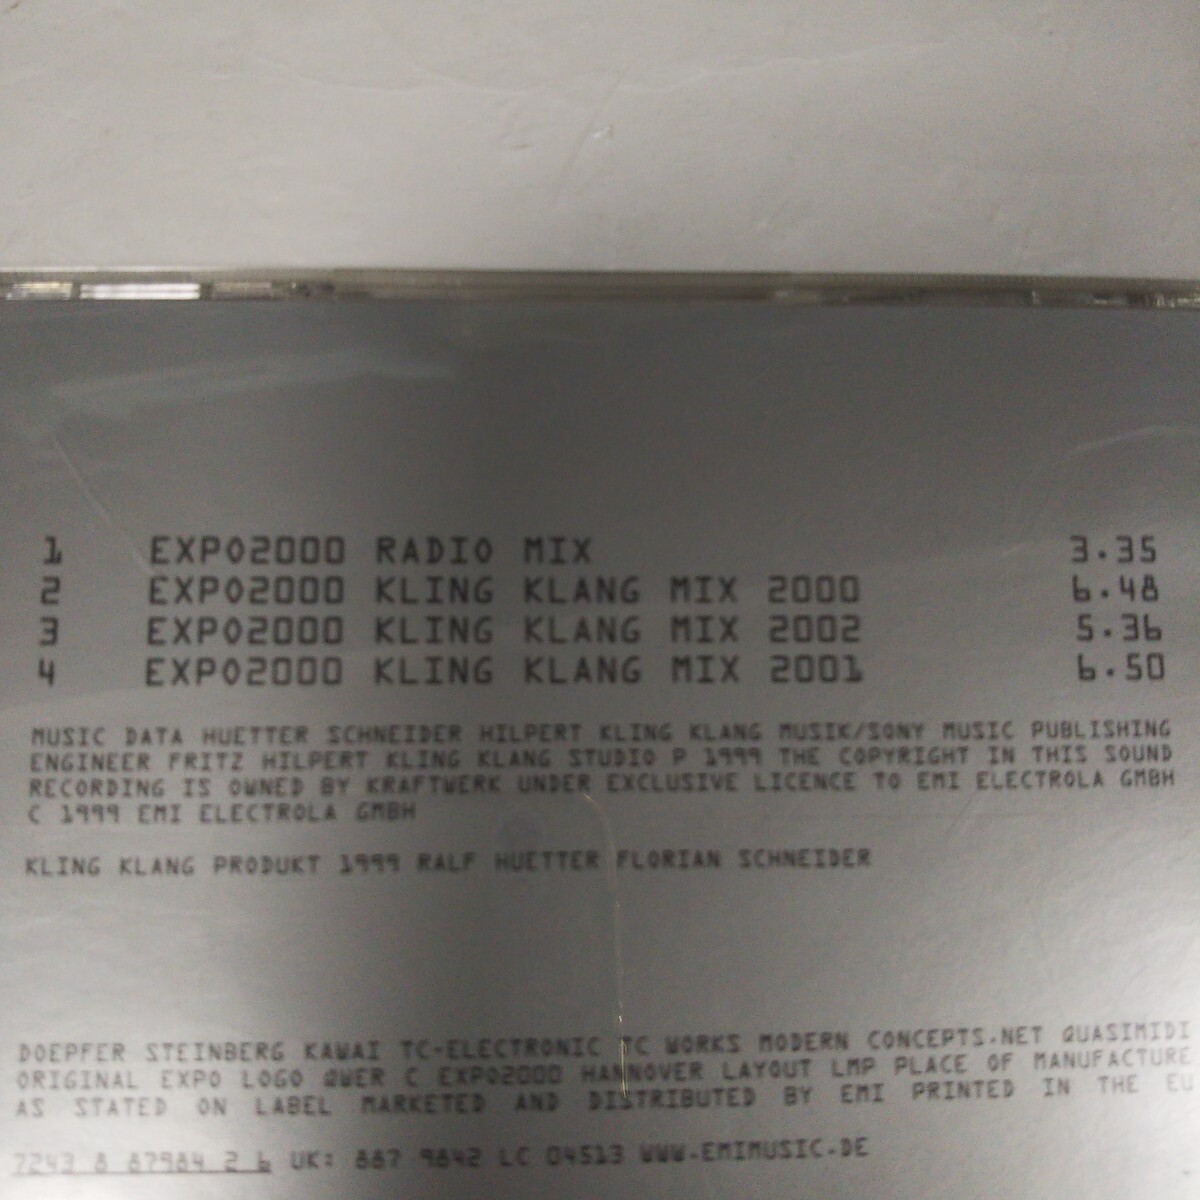 1 EXPO2000 RADIO MIX 3.35
2 EXPO2000 KLING KLANG MIX 2000 6.48
3 EXPO2000 KLING KLANG MIX 2002 5.36
4 EXPO2000 KLING KLANG MIX 2001 6.50
MUSIC DATA HUETTER SCHNEIDER HILPERT KLING KLANG MUSIK/SONY MUSIC PUBLISHING
ENGINEER FRITZ HILPERT KLING KLANG STUDIO P 1999 THE COPYRIGHT IN THIS SOUND
RECORDING IS OWNED BY KRAFTWERK UNDER EXCLUSIVE LICENCE TO EMI ELECTROLA GMBH
C 1999 EMI ELECTROLA GMBH
KLING KLANG PRODUKT 1999 RALF HUETTER FLORIAN SCHNEIDER
DOEPFER STEINBERG KAWAI TC-ELECTRONIC TC WORKS MODERN CONCEPTS.NET QUASIMIDI
ORIGINAL EXPO LOGO QWER C EXPO2000 HANNOVER LAYOUT LMP PLACE OF MANUFACTURE
AS STATED ON LABEL MARKETED AND DISTRIBUTED BY EMI PRINTED IN THE EU
7243 8 87984 2 6 UK: 887 9842 LC 04513 WWW.EMIMUSIC.DE